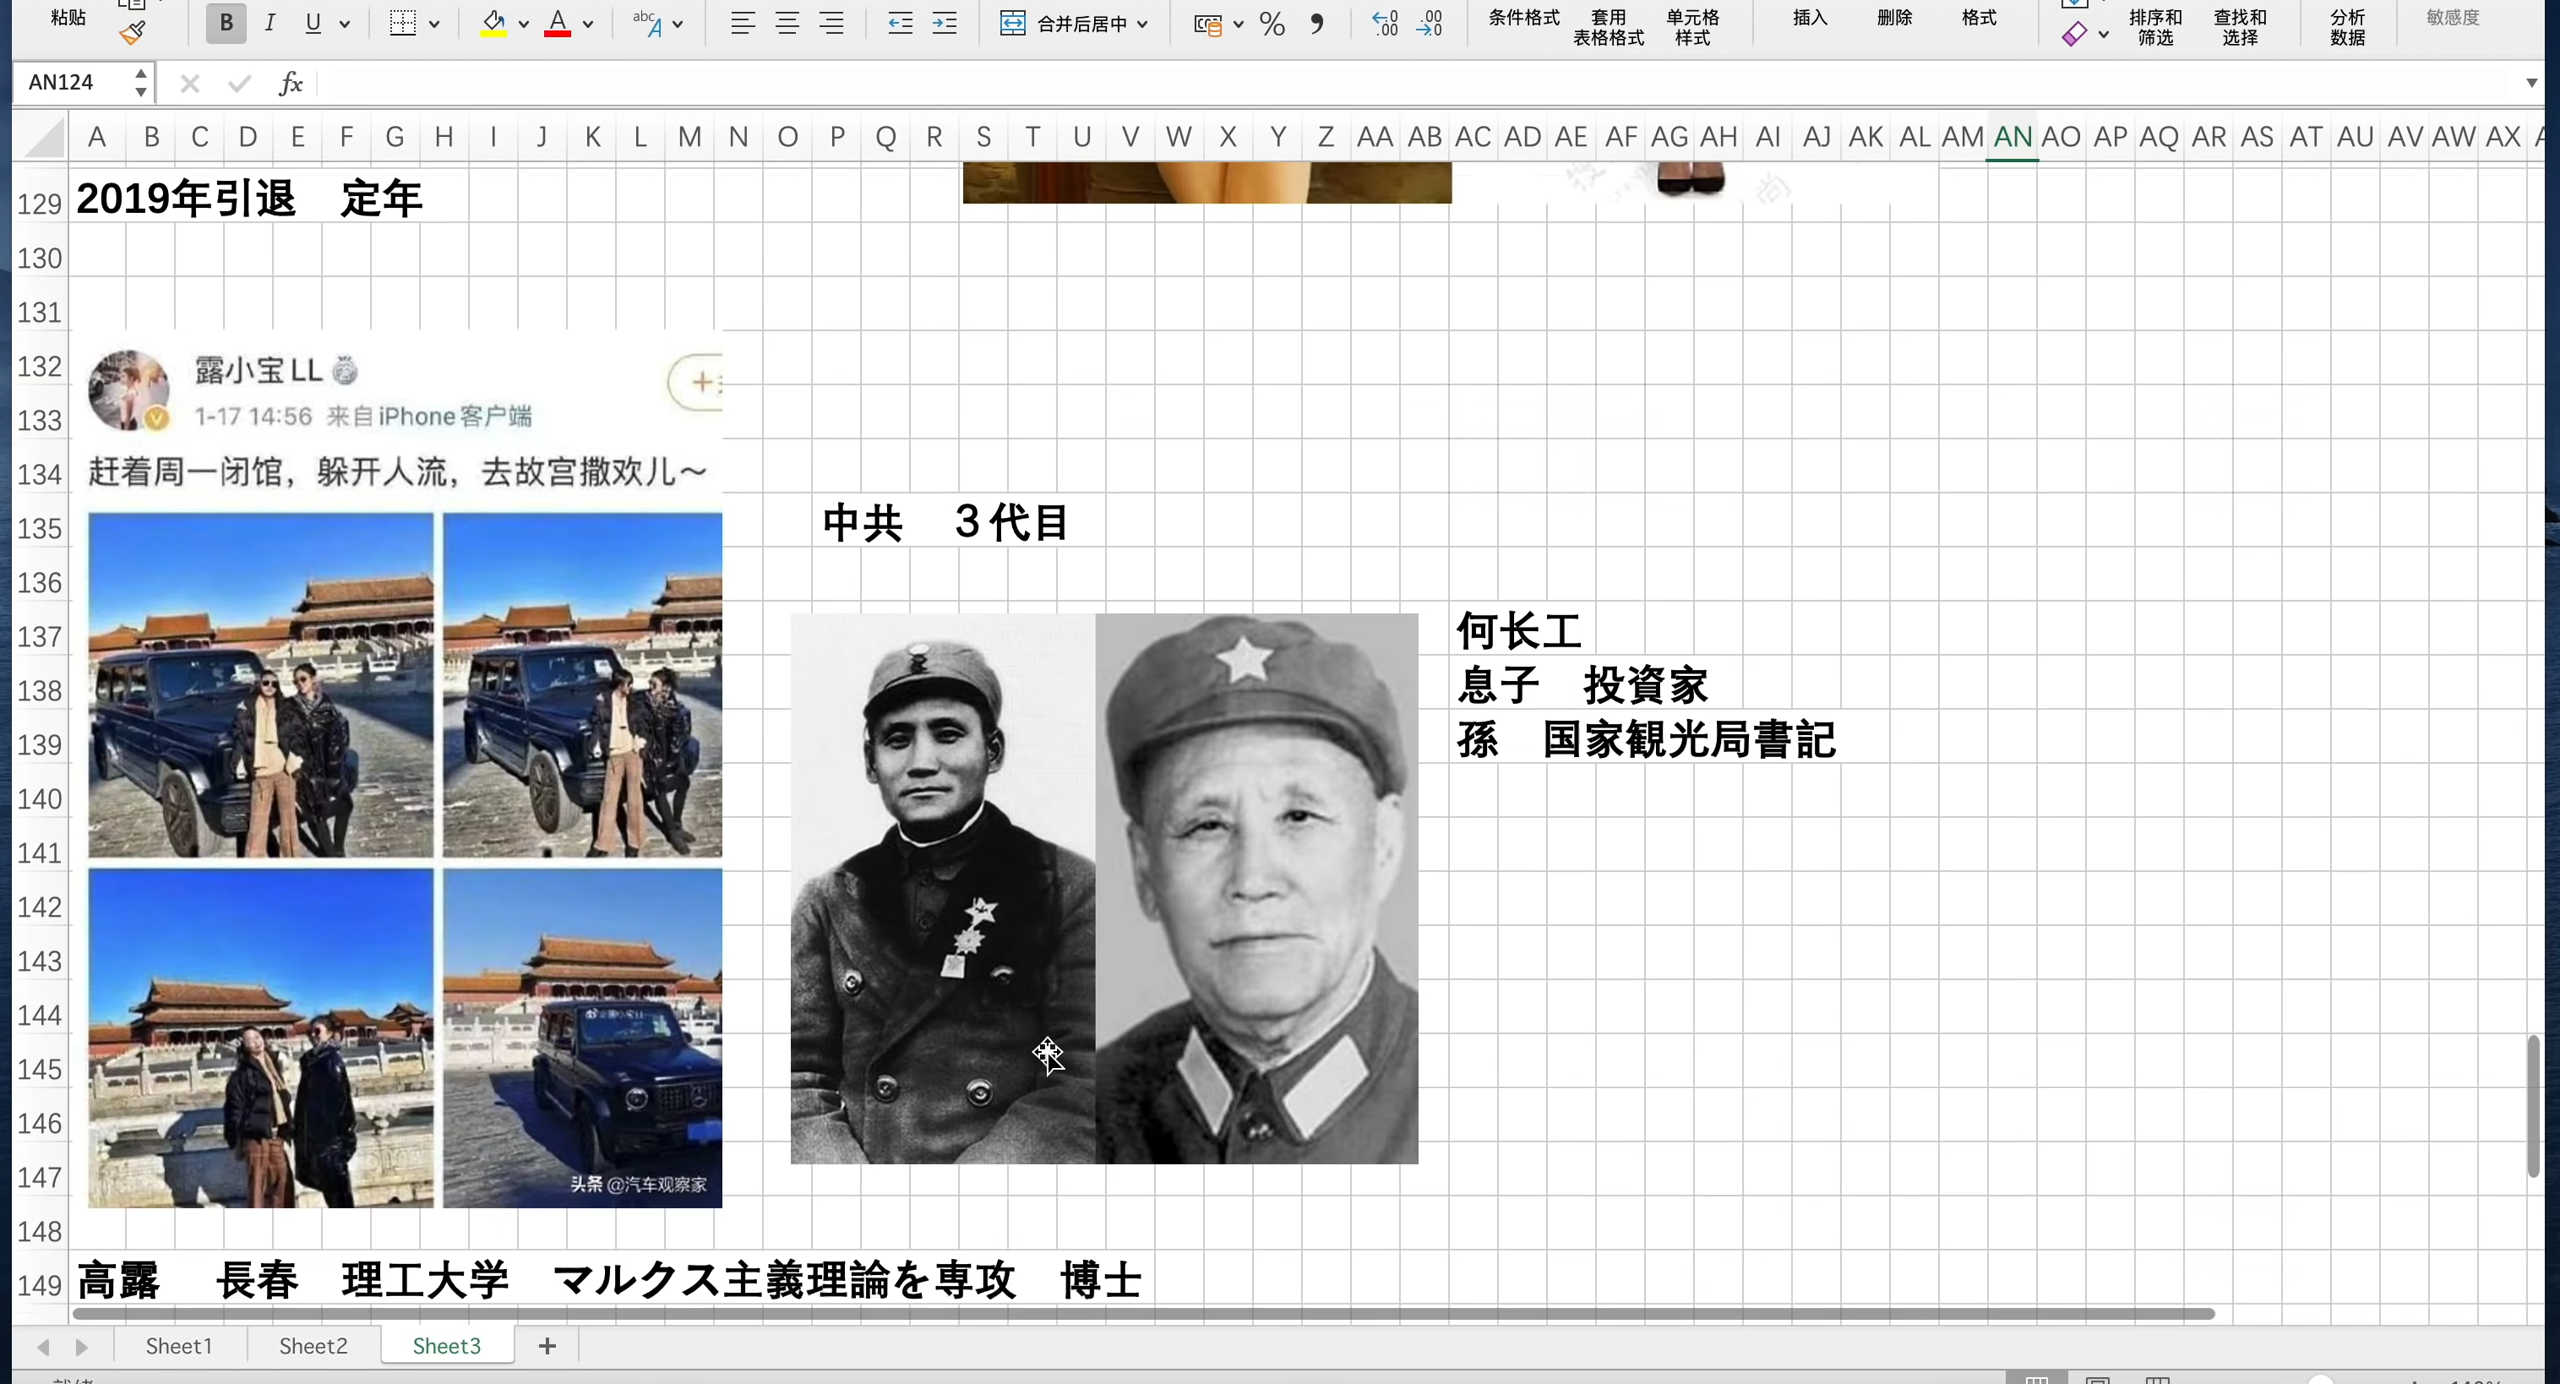 粘贴
B I U
A
abc A
合并后居中
%
条件格式
套用
表格格式
单元格
样式
插入
删除
格式
排序和
筛选
查找和
选择
分析
数据
敏感度
AN124
fx
A B C D E F G H I J K L M N O P Q R S T U V W X Y Z AA AB AC AD AE AF AG AH AI AJ AK AL AM AN AO AP AQ AR AS AT AU AV AW AX
129 2019年引退　定年
130
131
132
133
134
135
136
137
138
139
140
141
142
143
144
145
146
147
148
露小宝LL
1-17 14:56 来自 iPhone客户端
赶着周一闭馆，躲开人流，去故宫撒欢儿～
头条 @汽车观察家
中共　３代目
何长工
息子　投資家
孫　国家観光局書記
149 高露　長春　理工大学　マルクス主義理論を専攻　博士
Sheet1 Sheet2 Sheet3 +